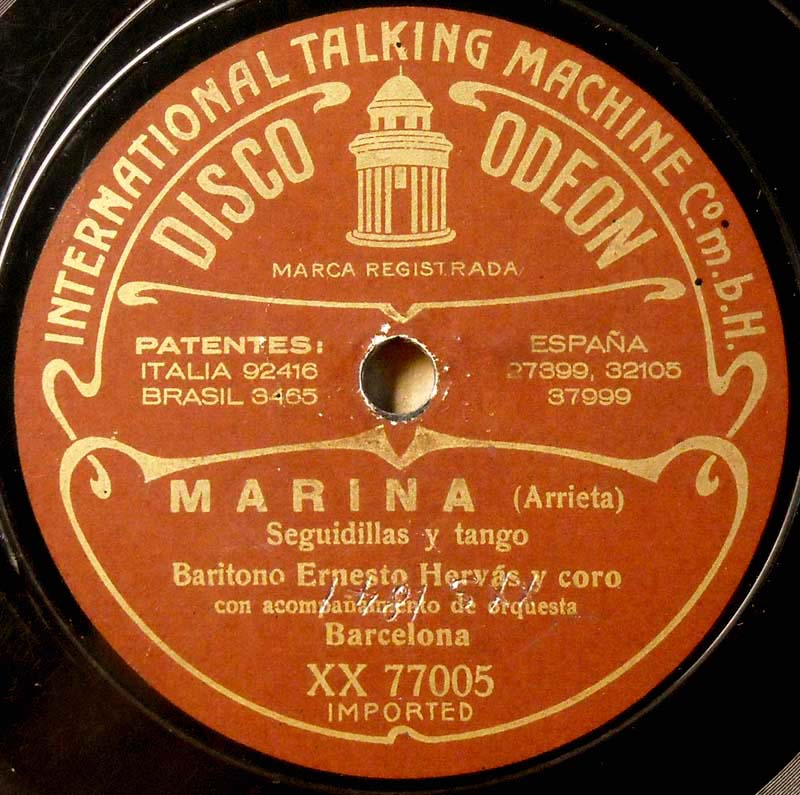 INTERNATIONAL TALKING MACHINE Co. m.b.H.
DISCO ODEON
MARCA REGISTRADA
PATENTES:
ITALIA 92416
BRASIL 3465
ESPAÑA
27399, 32105
37999
MARINA (Arrieta)
Seguidillas y tango
Baritono Ernesto Hervás y coro
con acompañamiento de orquesta
Barcelona
XX 77005
IMPORTED